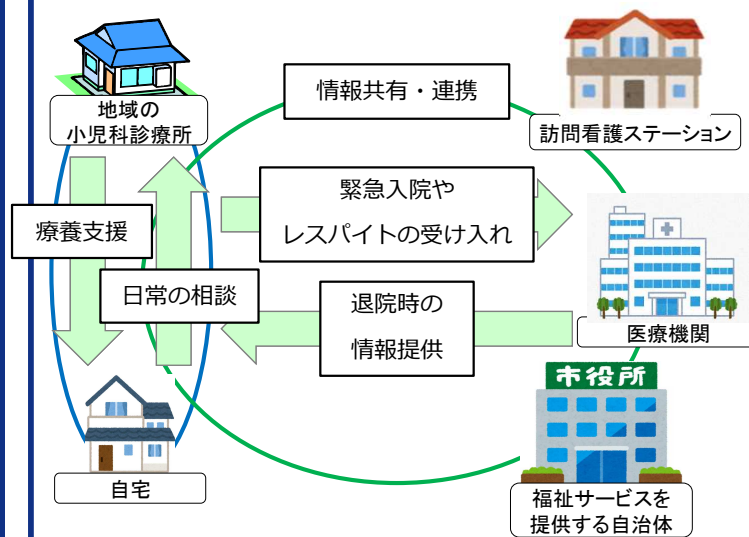 地域の
小児科診療所
情報共有・連携
訪問看護ステーション
緊急入院や
レスパイトの受け入れ
療養支援
日常の相談
退院時の
情報提供
医療機関
市役所
自宅
福祉サービスを
提供する自治体